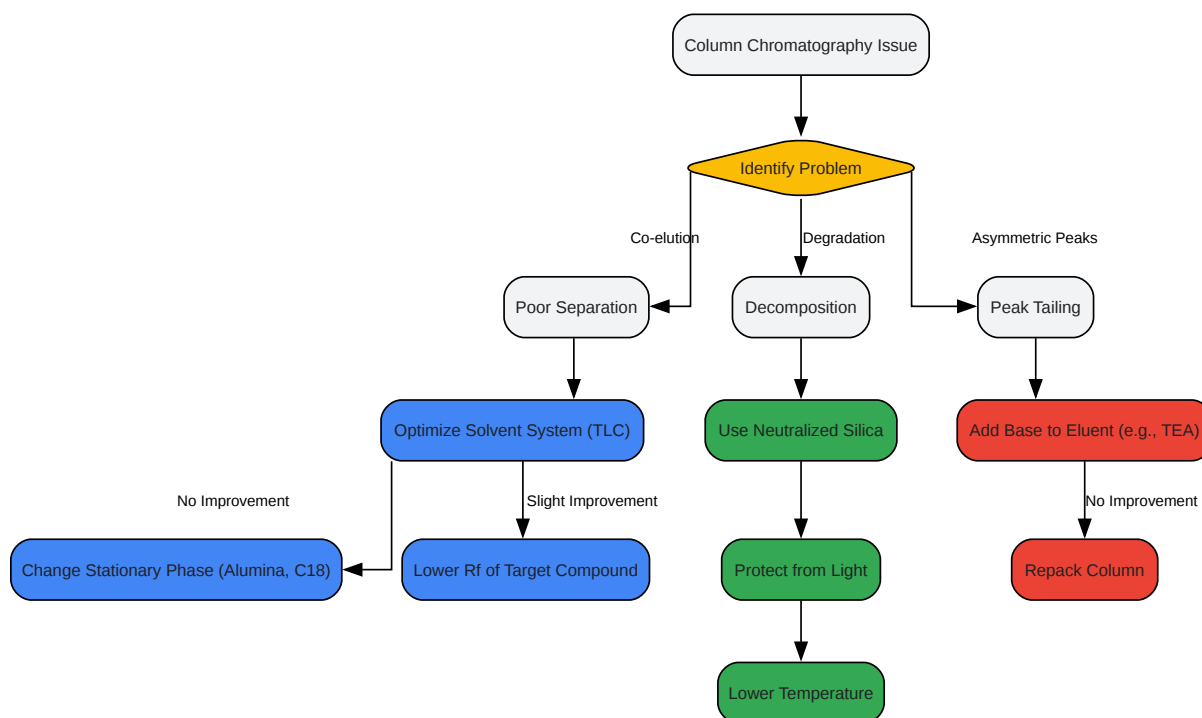 Column Chromatography Issue
Identify Problem
Co-elution
Degradation
Asymmetric Peaks
Poor Separation
Decomposition
Peak Tailing
Optimize Solvent System (TLC)
Use Neutralized Silica
Add Base to Eluent (e.g., TEA)
No Improvement
Slight Improvement
No Improvement
Change Stationary Phase (Alumina, C18)
Lower Rf of Target Compound
Protect from Light
Repack Column
Lower Temperature